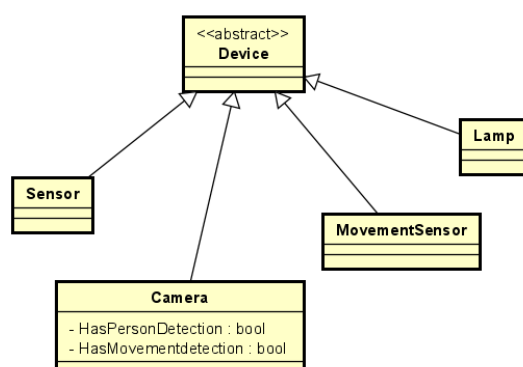 <<abstract>>
Device
Lamp
Sensor
MovementSensor
Camera
- HasPersonDetection : bool
- HasMovementdetection : bool